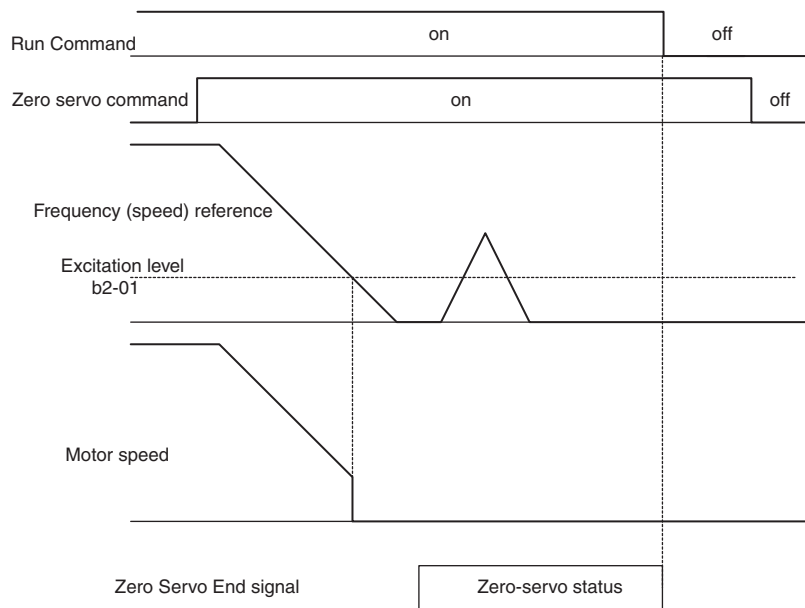 Run Command
on
off
Zero servo command
on
off
Frequency (speed) reference
Excitation level
b2-01
Motor speed
Zero Servo End signal
Zero-servo status